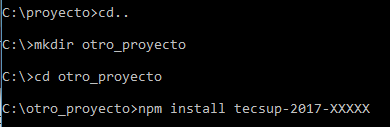 C:\proyecto>cd..
C:\>mkdir otro_proyecto
C:\>cd otro_proyecto
C:\otro_proyecto>npm install tecsup-2017-XXXXX